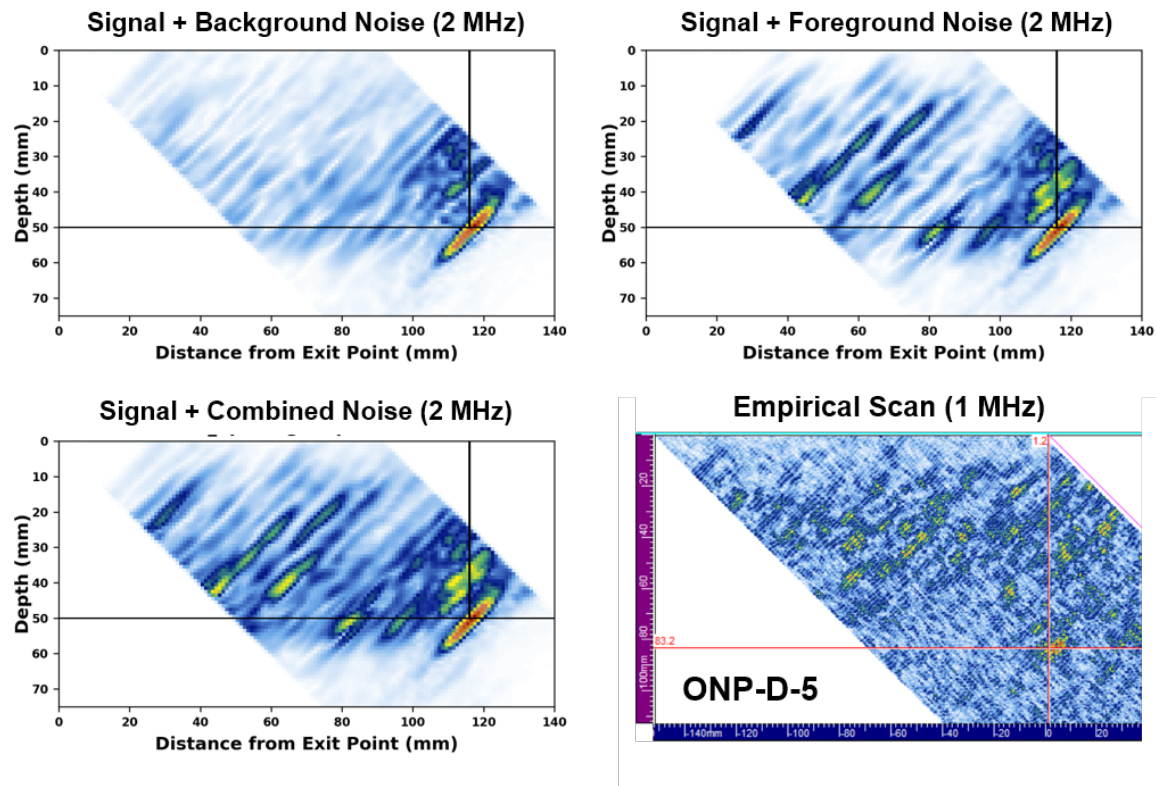 Signal + Background Noise (2 MHz)
0
10
20
30
40
50
60
70
Depth (mm)
0 20 40 60 80 100 120 140
Distance from Exit Point (mm)
Signal + Foreground Noise (2 MHz)
0
10
20
30
40
50
60
70
Depth (mm)
0 20 40 60 80 100 120 140
Distance from Exit Point (mm)
Signal + Combined Noise (2 MHz)
0
10
20
30
40
50
60
70
Depth (mm)
0 20 40 60 80 100 120 140
Distance from Exit Point (mm)
Empirical Scan (1 MHz)
1.2
20
40
60
80
100mm
83.2
ONP-D-5
-140mm -120 -100 -80 -60 -40 -20 0 20